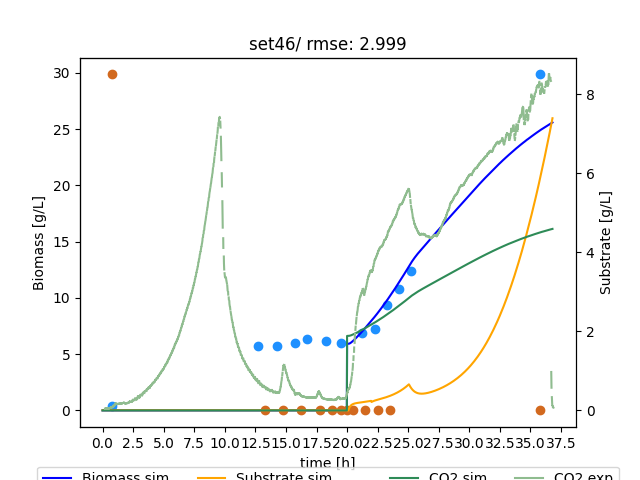 set46/ rmse: 2.999
30
25
20
15
10
5
0
Biomass [g/L]
8
6
4
2
0
Substrate [g/L]
0.0 2.5 5.0 7.5 10.0 12.5 15.0 17.5 20.0 22.5 25.0 27.5 30.0 32.5 35.0 37.5
time [h]
Biomass sim Substrate sim CO2 sim CO2 exp